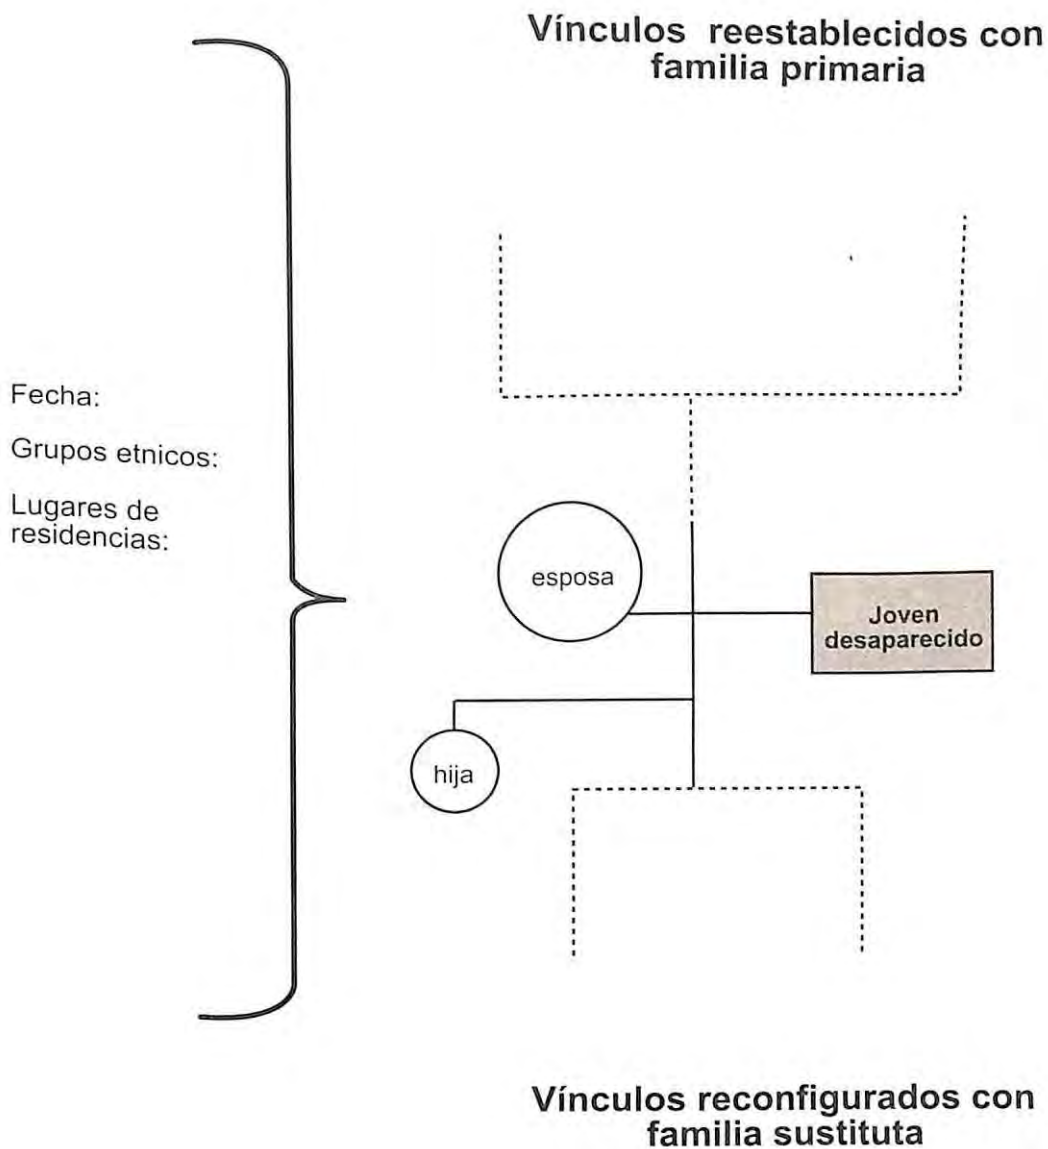 Vínculos reestablecidos con
familia primaria
Fecha:
Grupos etnicos:
Lugares de
residencias:
esposa
Joven
desaparecido
hija
Vínculos reconfigurados con
familia sustituta